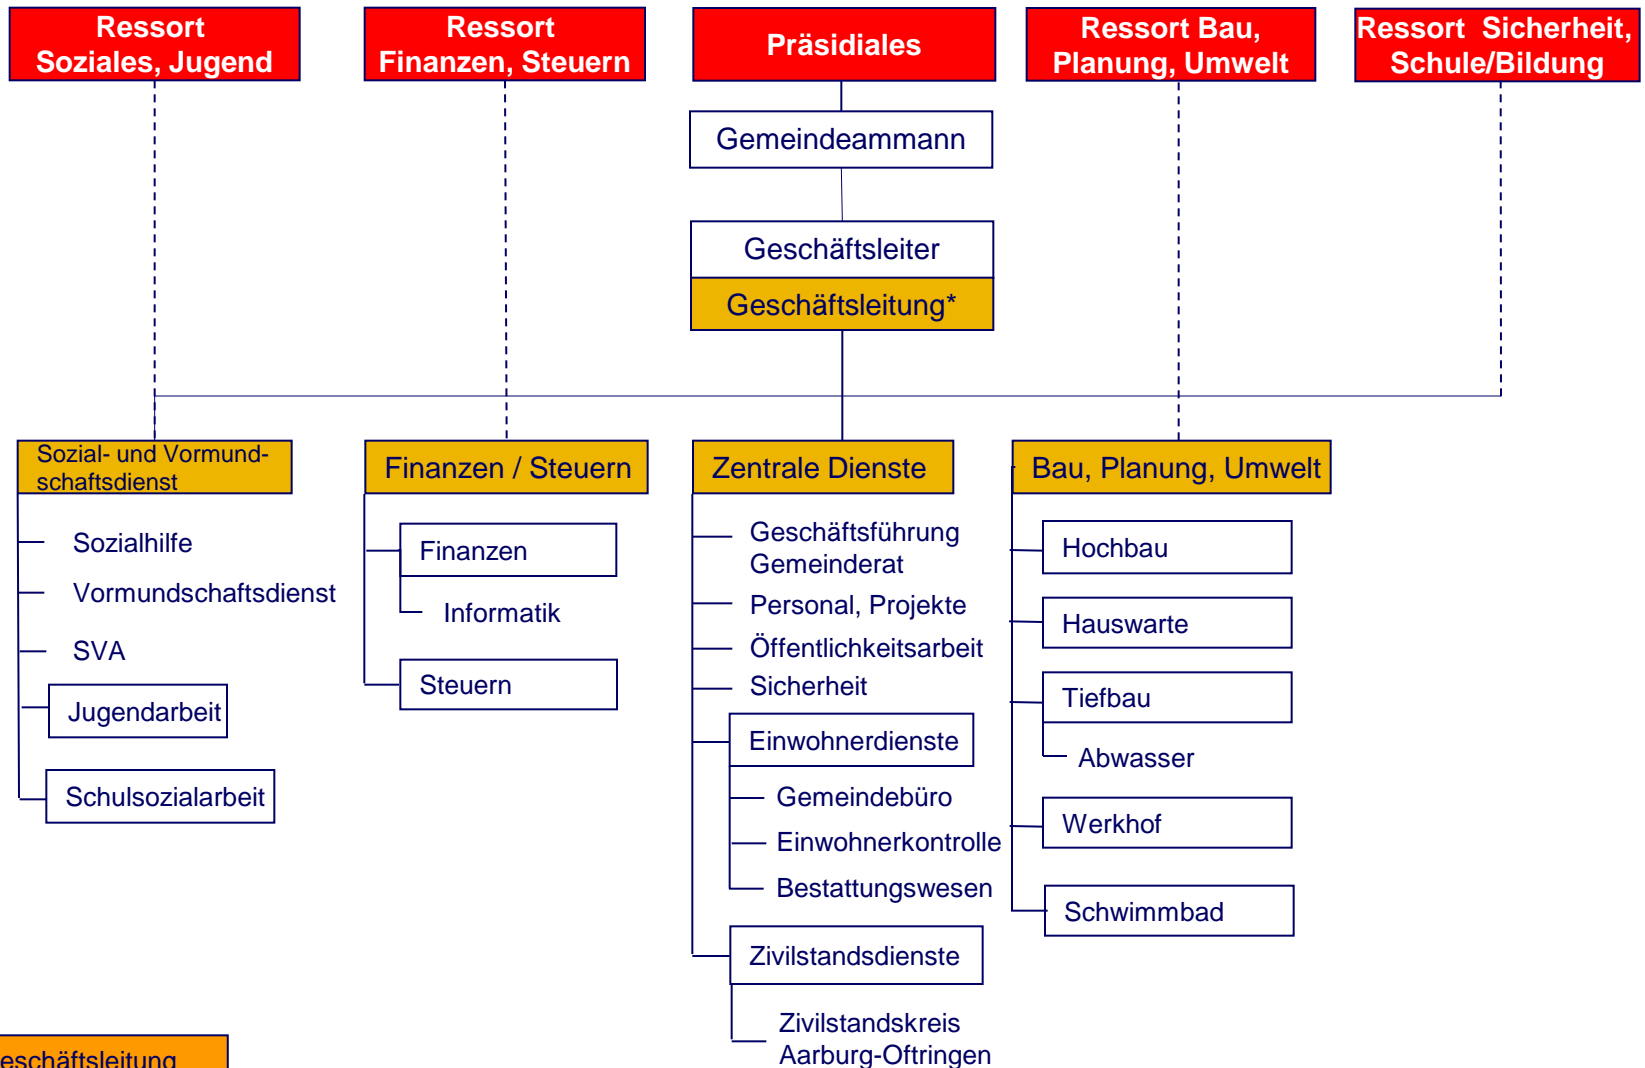 Ressort
Soziales, Jugend
Ressort
Finanzen, Steuern
Präsidiales
Ressort Bau,
Planung, Umwelt
Ressort Sicherheit,
Schule/Bildung
Gemeindeammann
Geschäftsleiter
Geschäftsleitung*
Sozial- und Vormund-
schaftsdienst
Sozialhilfe
Vormundschaftsdienst
SVA
Jugendarbeit
Schulsozialarbeit
Finanzen / Steuern
Finanzen
Informatik
Steuern
Zentrale Dienste
Geschäftsführung
Gemeinderat
Personal, Projekte
Öffentlichkeitsarbeit
Sicherheit
Einwohnerdienste
Gemeindebüro
Einwohnerkontrolle
Bestattungswesen
Zivilstandsdienste
Zivilstandskreis
Aarburg-Oftringen
Bau, Planung, Umwelt
Hochbau
Hauswarte
Tiefbau
Abwasser
Werkhof
Schwimmbad
eschäftsleitung